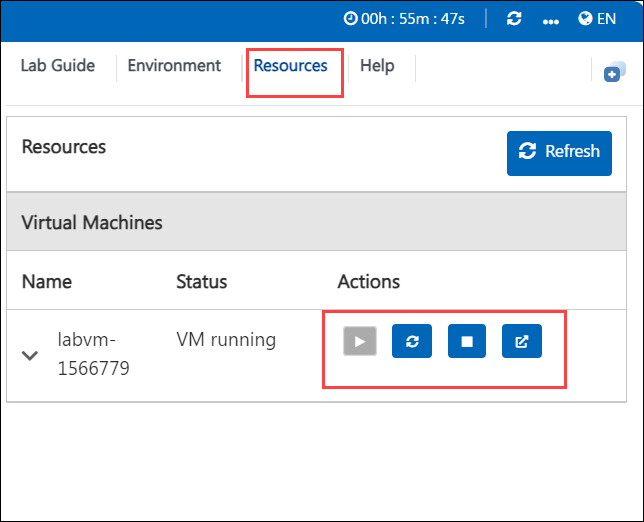 00h : 55m : 47s EN
Lab Guide Environment Resources Help
Resources Refresh
Virtual Machines
Name Status Actions
labvm- VM running
1566779